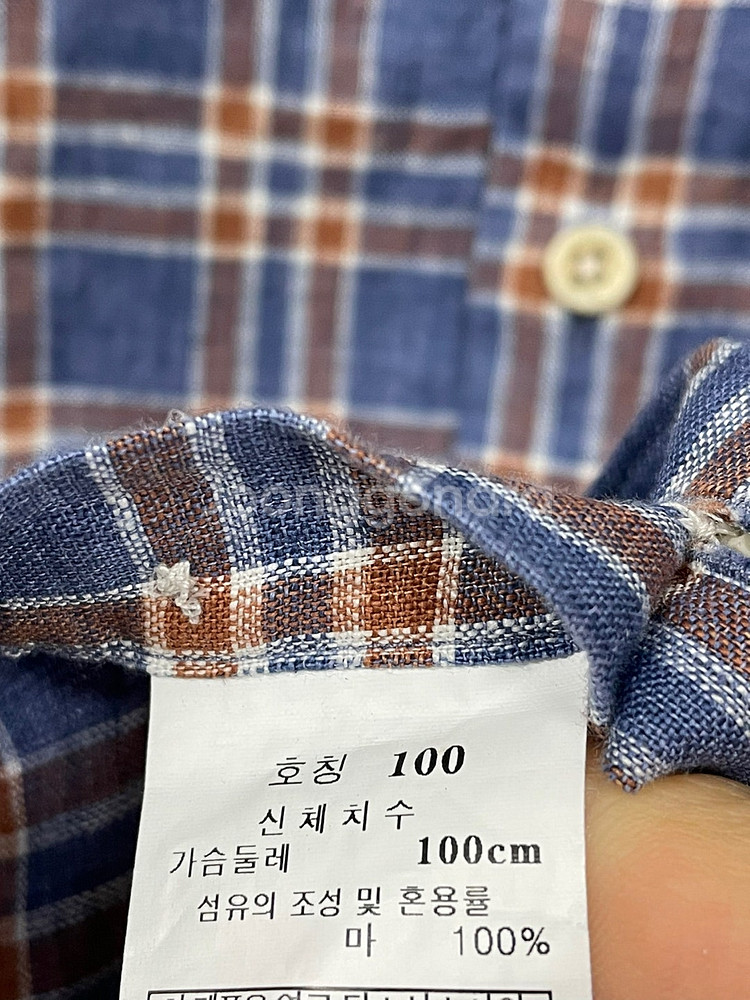 호칭 100
신체치수
가슴둘레 100cm
섬유의 조성 및 혼용률
마 100%